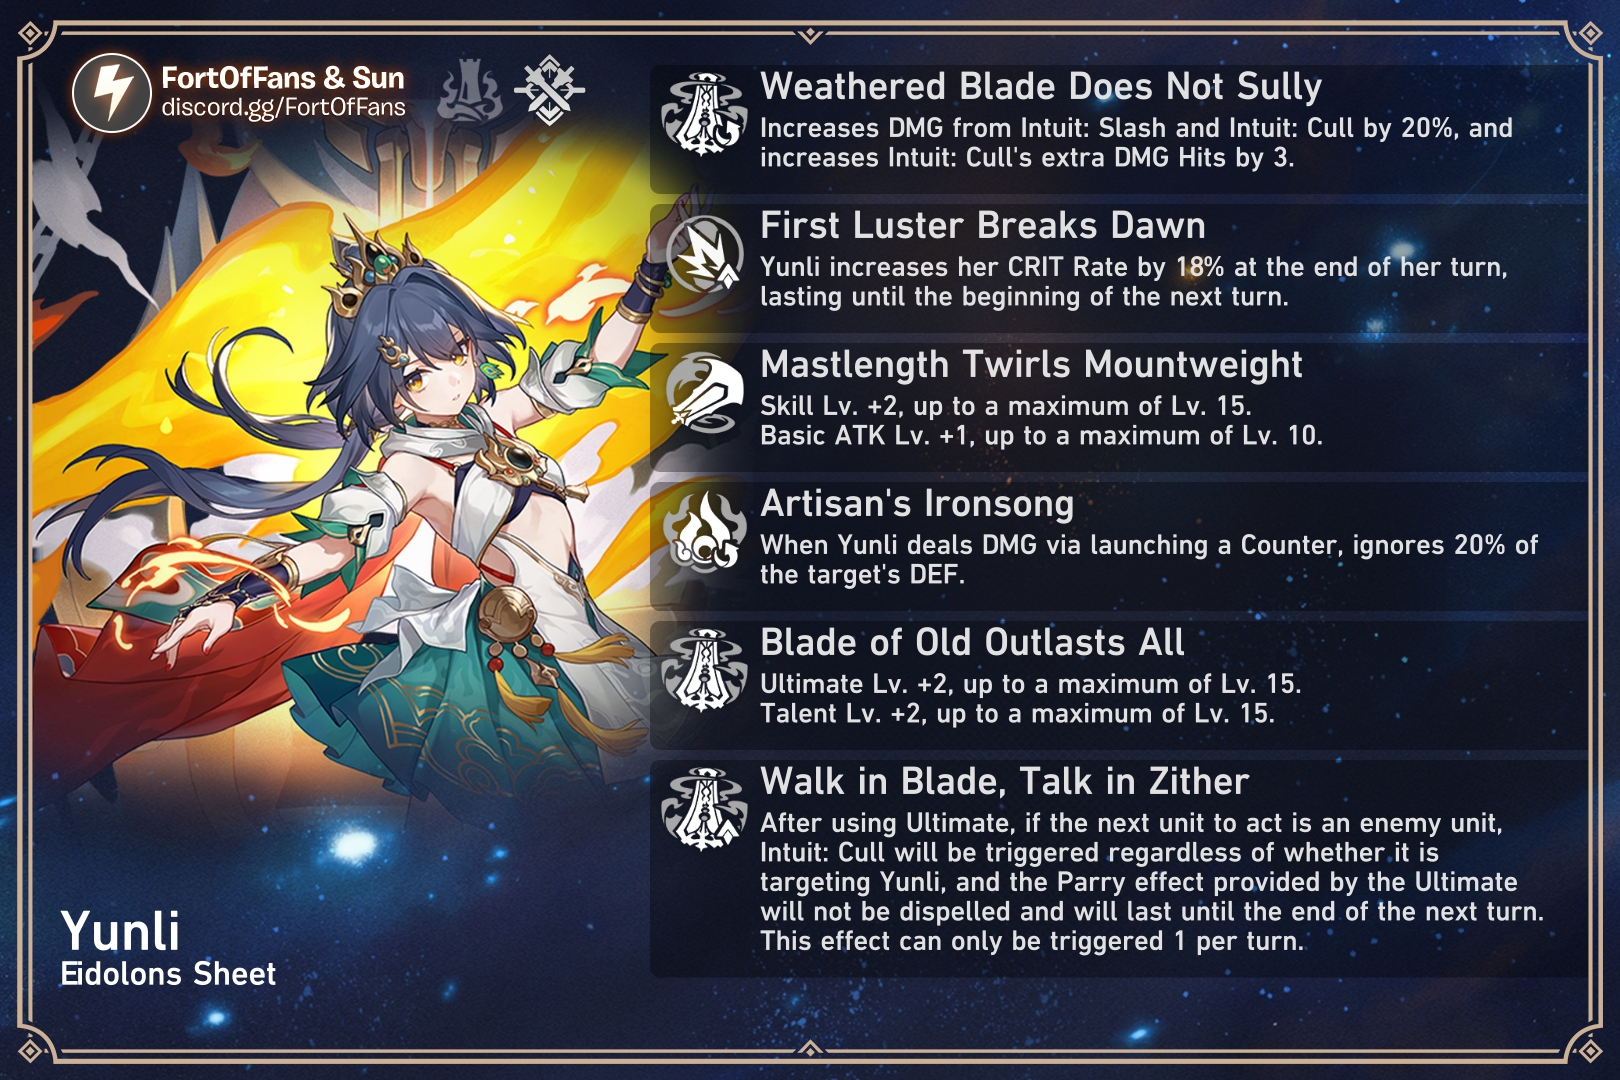 FortOfFans & Sun
discord.gg/FortOfFans
Weathered Blade Does Not Sully
Increases DMG from Intuit: Slash and Intuit: Cull by 20%, and
increases Intuit: Cull's extra DMG Hits by 3.
First Luster Breaks Dawn
Yunli increases her CRIT Rate by 18% at the end of her turn,
lasting until the beginning of the next turn.
Mastlength Twirls Mountweight
Skill Lv. +2, up to a maximum of Lv. 15.
Basic ATK Lv. +1, up to a maximum of Lv. 10.
Artisan's Ironsong
When Yunli deals DMG via launching a Counter, ignores 20% of
the target's DEF.
Blade of Old Outlasts All
Ultimate Lv. +2, up to a maximum of Lv. 15.
Talent Lv. +2, up to a maximum of Lv. 15.
Walk in Blade, Talk in Zither
After using Ultimate, if the next unit to act is an enemy unit,
Intuit: Cull will be triggered regardless of whether it is
targeting Yunli, and the Parry effect provided by the Ultimate
will not be dispelled and will last until the end of the next turn.
This effect can only be triggered 1 per turn.
Yunli
Eidolons Sheet